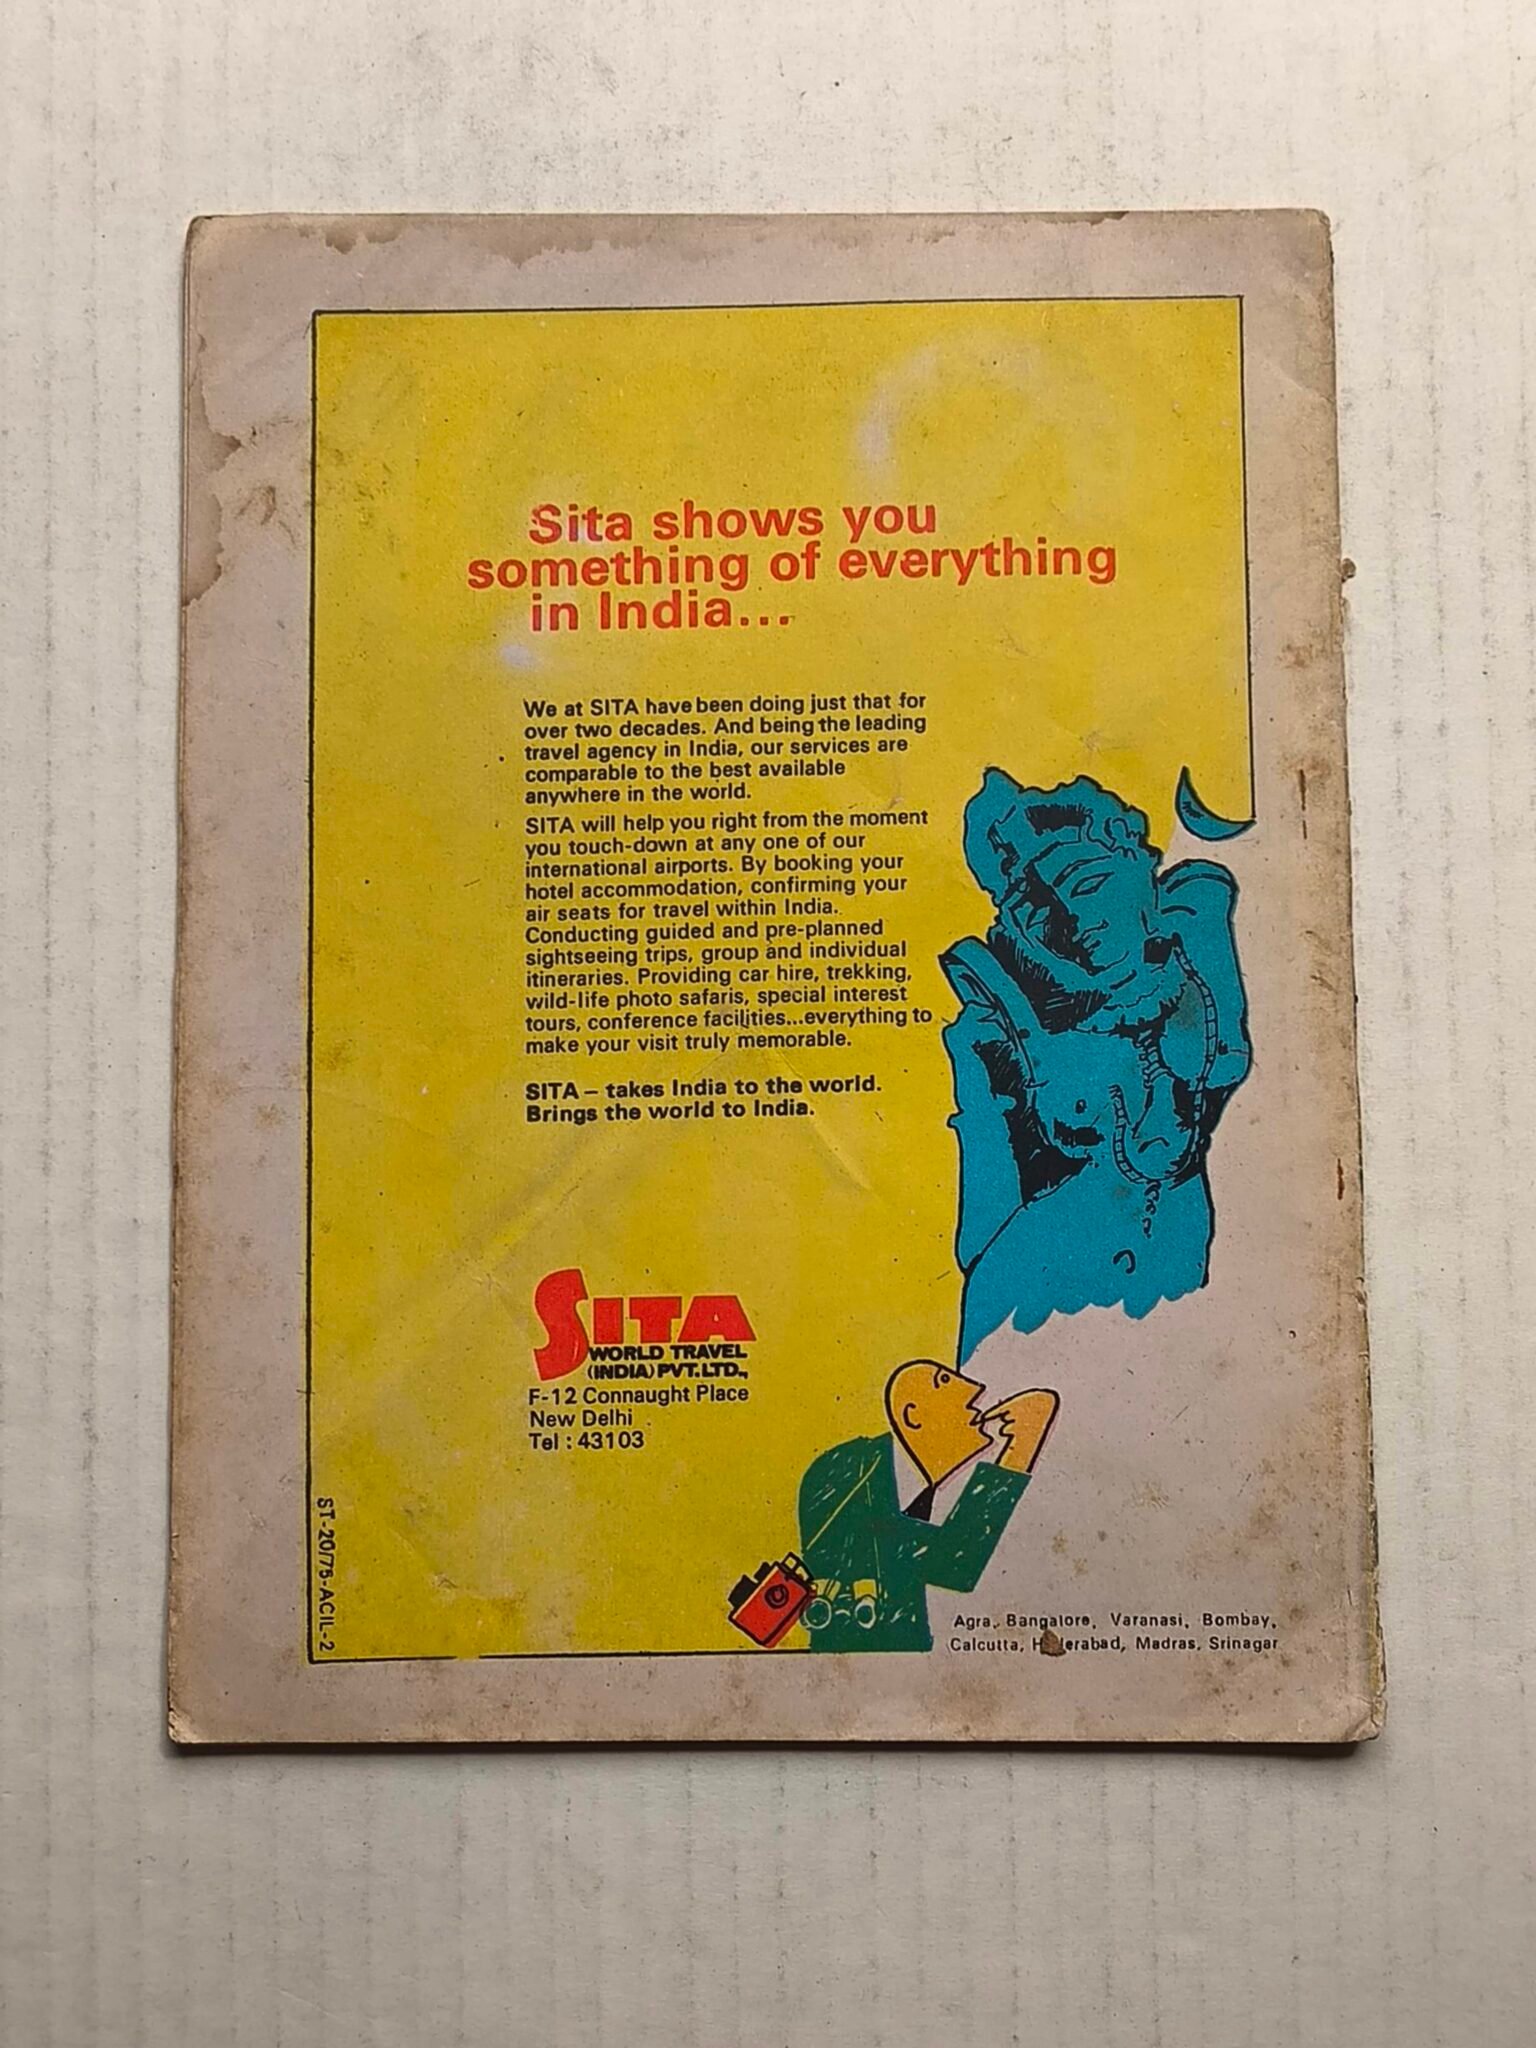 Sita shows you
something of everything
in India...
We at SITA have been doing just that for
over two decades. And being the leading
travel agency in India, our services are
comparable to the best available
anywhere in the world.
SITA will help you right from the moment
you touch-down at any one of our
international airports. By booking your
hotel accommodation, confirming your
air seats for travel within India.
Conducting guided and pre-planned
sightseeing trips, group and individual
itineraries. Providing car hire, trekking,
wild-life photo safaris, special interest
tours, conference facilities...everything to
make your visit truly memorable.
SITA – takes India to the world.
Brings the world to India.
SITA
WORLD TRAVEL
(INDIA) PVT. LTD.,
F-12 Connaught Place
New Delhi
Tel : 43103
ST-20/75-ACIL-2
Agra, Bangalore, Varanasi, Bombay,
Calcutta, Madras, Srinagar